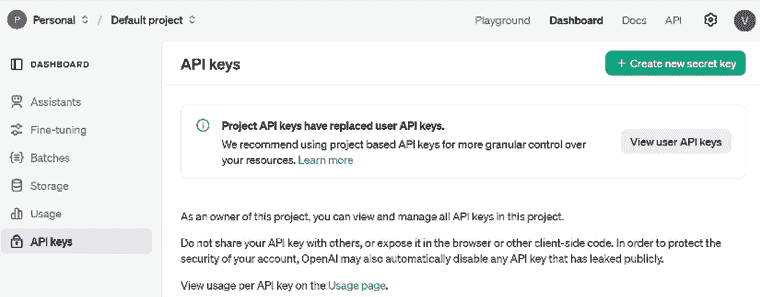 P Personal / Default project Playground Dashboard Docs API V
DASHBOARD
API keys
+ Create new secret key
Assistants
Fine-tuning
Batches
Storage
Usage
API keys
Project API keys have replaced user API keys.
We recommend using project based API keys for more granular control over
your resources. Learn more
View user API keys
As an owner of this project, you can view and manage all API keys in this project.
Do not share your API key with others, or expose it in the browser or other client-side code. In order to protect the
security of your account, OpenAI may also automatically disable any API key that has leaked publicly.
View usage per API key on the Usage page.